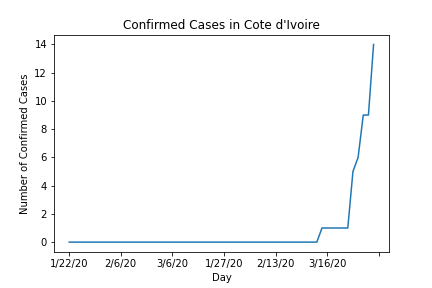 Confirmed Cases in Cote d'Ivoire
Number of Confirmed Cases
14
12
10
8
6
4
2
0
1/22/20 2/6/20 3/6/20 1/27/20 2/13/20 3/16/20
Day